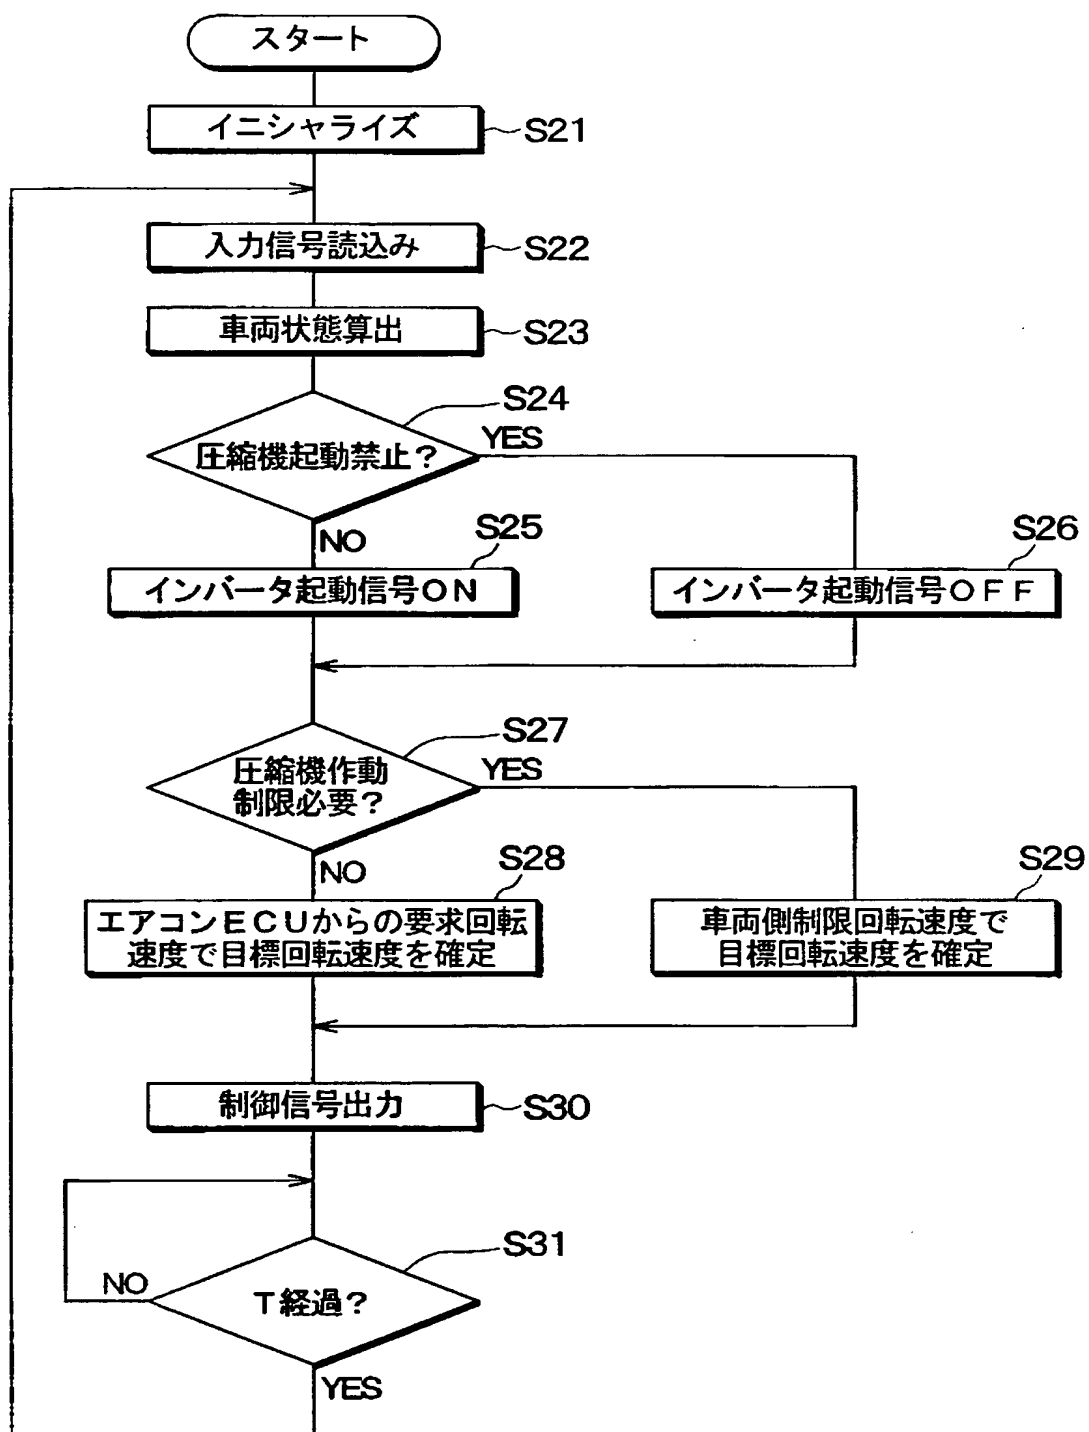 スタート
イニシャライズ
S21
入力信号読込み
S22
車両状態算出
S23
S24
圧縮機起動禁止？
YES
NO
S25
インバータ起動信号ＯＮ
S26
インバータ起動信号ＯＦＦ
S27
圧縮機作動
制限必要？
YES
NO
S28
エアコンＥＣＵからの要求回転
速度で目標回転速度を確定
S29
車両側制限回転速度で
目標回転速度を確定
制御信号出力
S30
S31
Ｔ経過？
NO
YES